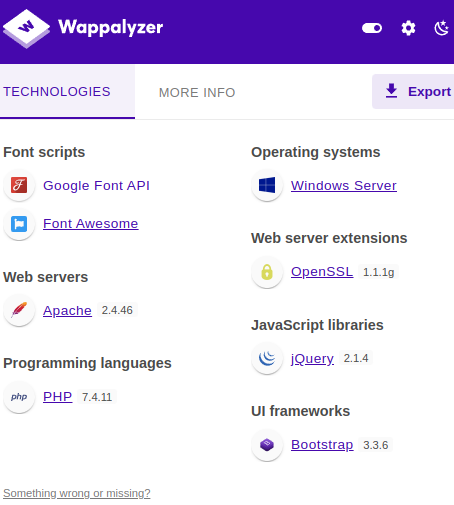 Wappalyzer
TECHNOLOGIES
MORE INFO
Export
Font scripts
Google Font API
Font Awesome
Web servers
Apache 2.4.46
Programming languages
php PHP 7.4.11
Operating systems
Windows Server
Web server extensions
OpenSSL 1.1.1g
JavaScript libraries
jQuery 2.1.4
UI frameworks
Bootstrap 3.3.6
Something wrong or missing?